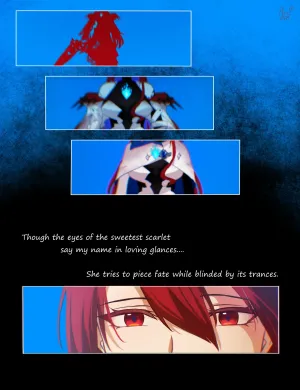 Though the eyes of the sweetest scarlet
say my name in loving glances....
She tries to piece fate while blinded by its trances.